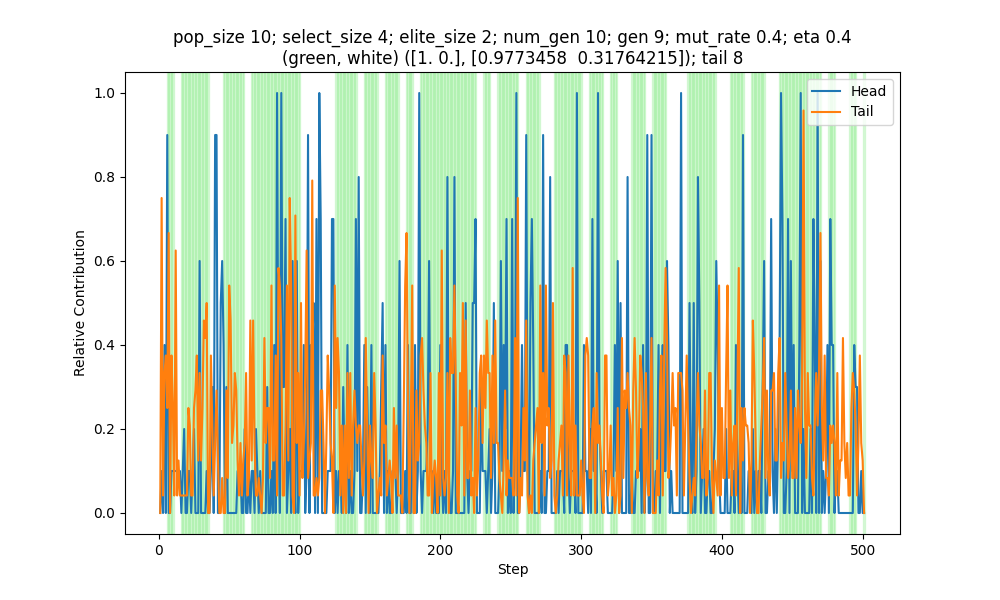 pop_size 10; select_size 4; elite_size 2; num_gen 10; gen 9; mut_rate 0.4; eta 0.4
(green, white) ([1. 0.], [0.9773458  0.31764215]); tail 8
Head
Tail
1.0
0.8
0.6
0.4
0.2
0.0
Relative Contribution
0
100
200
300
400
500
Step